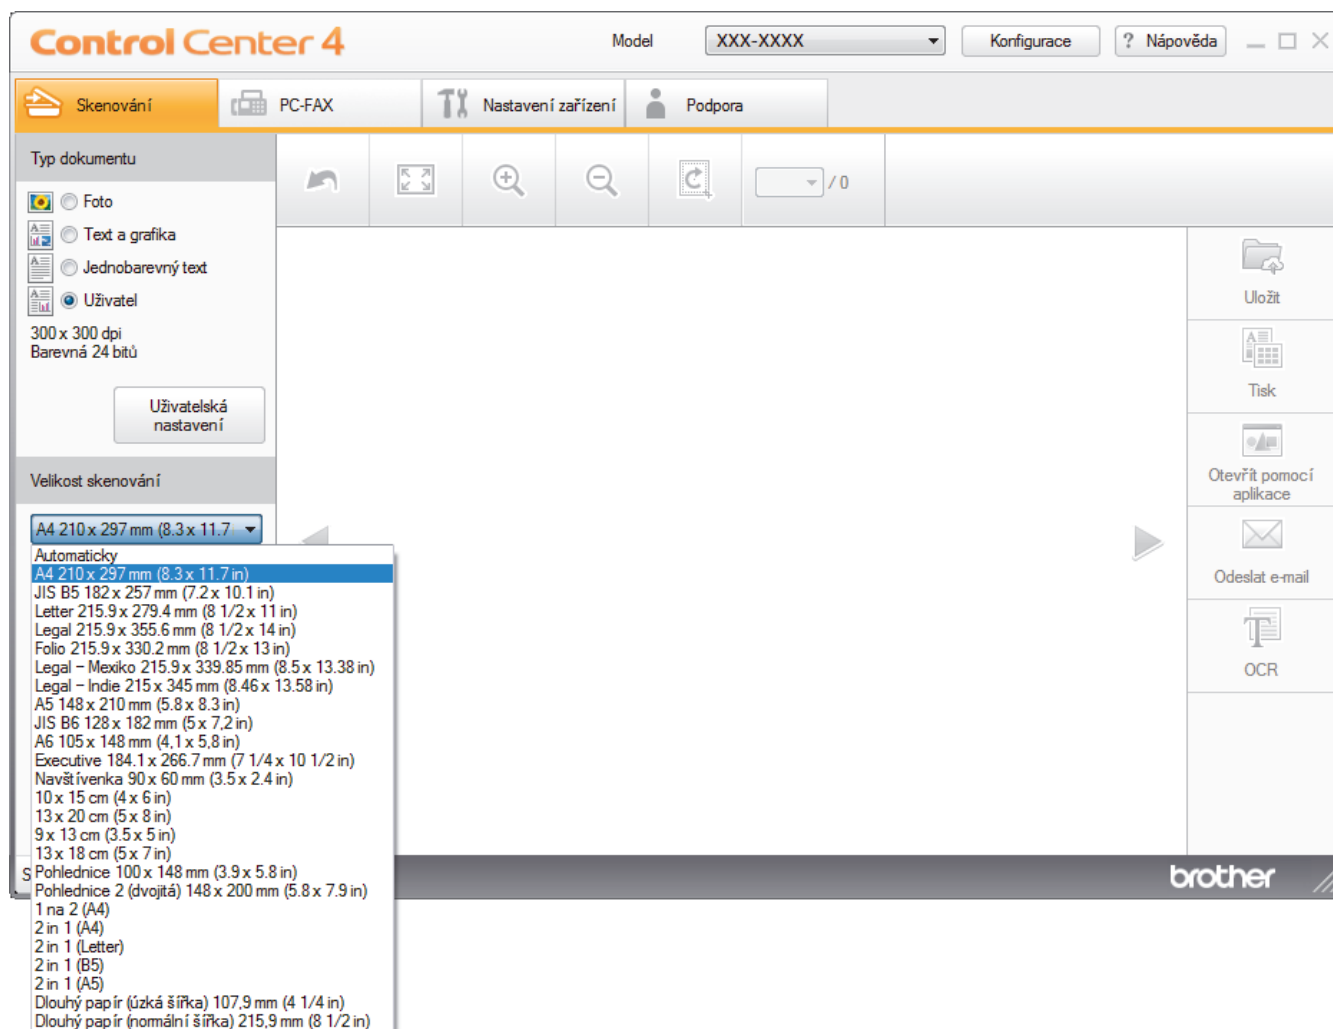 Control Center 4
Model
XXX-XXXX
Konfigurace
? Nápověda
Skenování
PC-FAX
Nastavení zařízení
Podpora
Typ dokumentu
Foto
Text a grafika
Jednobarevný text
Uživatel
300 x 300 dpi
Barevná 24 bitů
Uživatelská
nastavení
Velikost skenování
A4 210 x 297 mm (8.3 x 11.7
Automaticky
A4 210 x 297 mm (8.3 x 11.7 in)
JIS B5 182 x 257 mm (7.2 x 10.1 in)
Letter 215.9 x 279.4 mm (8 1/2 x 11 in)
Legal 215.9 x 355.6 mm (8 1/2 x 14 in)
Folio 215.9 x 330.2 mm (8 1/2 x 13 in)
Legal – Mexiko 215.9 x 339.85 mm (8.5 x 13.38 in)
Legal – Indie 215 x 345 mm (8.46 x 13.58 in)
A5 148 x 210 mm (5.8 x 8.3 in)
JIS B6 128 x 182 mm (5 x 7,2 in)
A6 105 x 148 mm (4,1 x 5,8 in)
Executive 184.1 x 266.7 mm (7 1/4 x 10 1/2 in)
Navštívenka 90 x 60 mm (3.5 x 2.4 in)
10 x 15 cm (4 x 6 in)
13 x 20 cm (5 x 8 in)
9 x 13 cm (3.5 x 5 in)
13 x 18 cm (5 x 7 in)
Pohlednice 100 x 148 mm (3.9 x 5.8 in)
Pohlednice 2 (dvojitá) 148 x 200 mm (5.8 x 7.9 in)
1 na 2 (A4)
2 in 1 (A4)
2 in 1 (Letter)
2 in 1 (B5)
2 in 1 (A5)
Dlouhý papír (úzká šířka) 107,9 mm (4 1/4 in)
Dlouhý papír (normální šířka) 215,9 mm (8 1/2 in)
/ 0
Uložit
Tisk
Otevřít pomocí
aplikace
Odeslat e-mail
OCR
brother